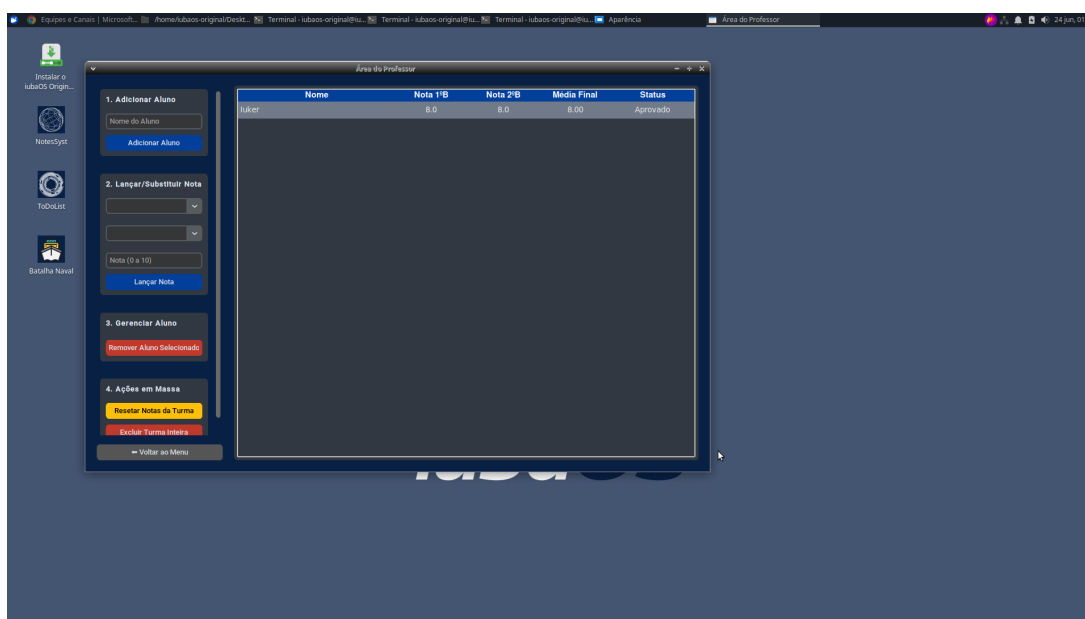 Equipes e Canais | Microsoft...
/home/iubaos-original/Deskt...
Terminal - iubaos-original@iu...
Terminal - iubaos-original@iu...
Terminal - iubaos-original@iu...
Aparência
Área do Professor
24 jun, 01
Instalar o
iubaOS Origin...
NotesSyst
ToDoList
Batalha Naval
Área do Professor
1. Adicionar Aluno
Nome do Aluno
Adicionar Aluno
2. Lançar/Substituir Nota
Nota (0 a 10)
Lançar Nota
3. Gerenciar Aluno
Remover Aluno Selecionado
4. Ações em Massa
Resetar Notas da Turma
Excluir Turma Inteira
⬅ Voltar ao Menu
Nome Nota 1ºB Nota 2ºB Média Final Status
Iuker 8.0 8.0 8.00 Aprovado